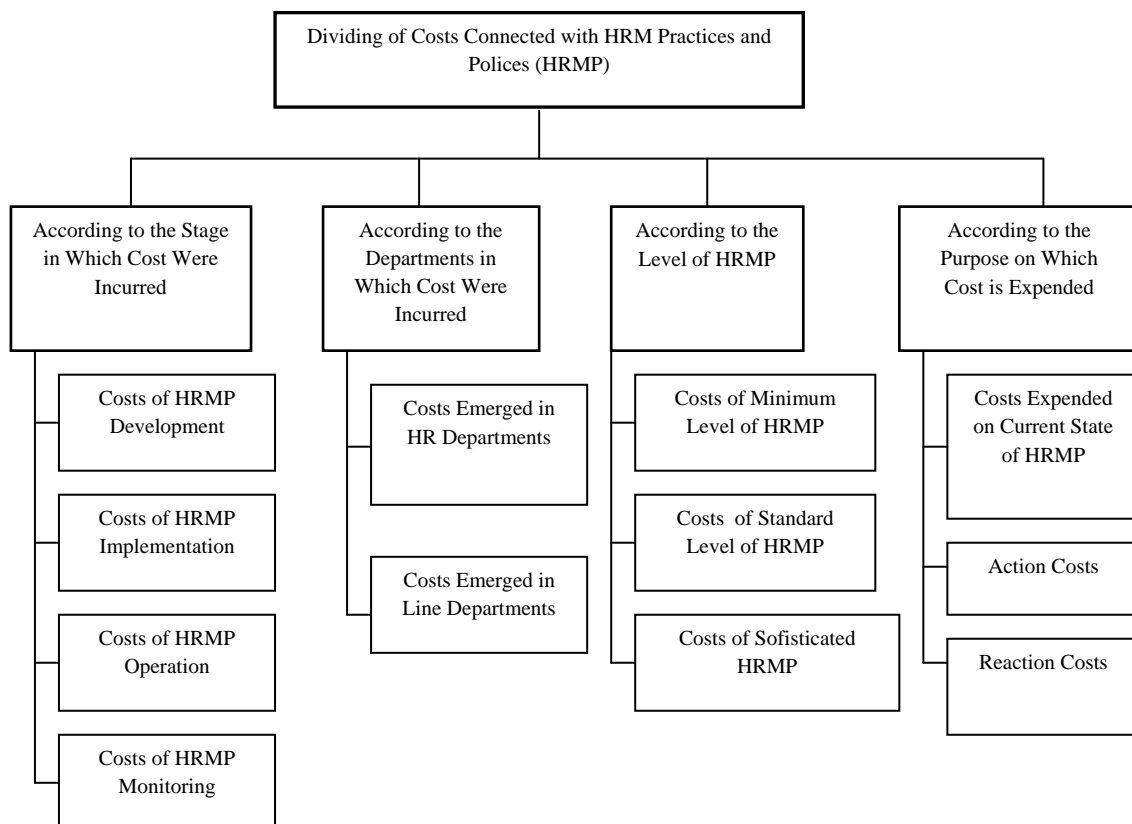 Dividing of Costs Connected with HRM Practices and
Polices (HRMP)
According to the Stage
in Which Cost Were
Incurred
According to the
Departments in
Which Cost Were
Incurred
According to the
Level of HRMP
According to the
Purpose on Which
Cost is Expended
Costs of HRMP
Development
Costs of HRMP
Implementation
Costs of HRMP
Operation
Costs of HRMP
Monitoring
Costs Emerged in
HR Departments
Costs Emerged in
Line Departments
Costs of Minimum
Level of HRMP
Costs of Standard
Level of HRMP
Costs of Sofisticated
HRMP
Costs Expended
on Current State
of HRMP
Action Costs
Reaction Costs